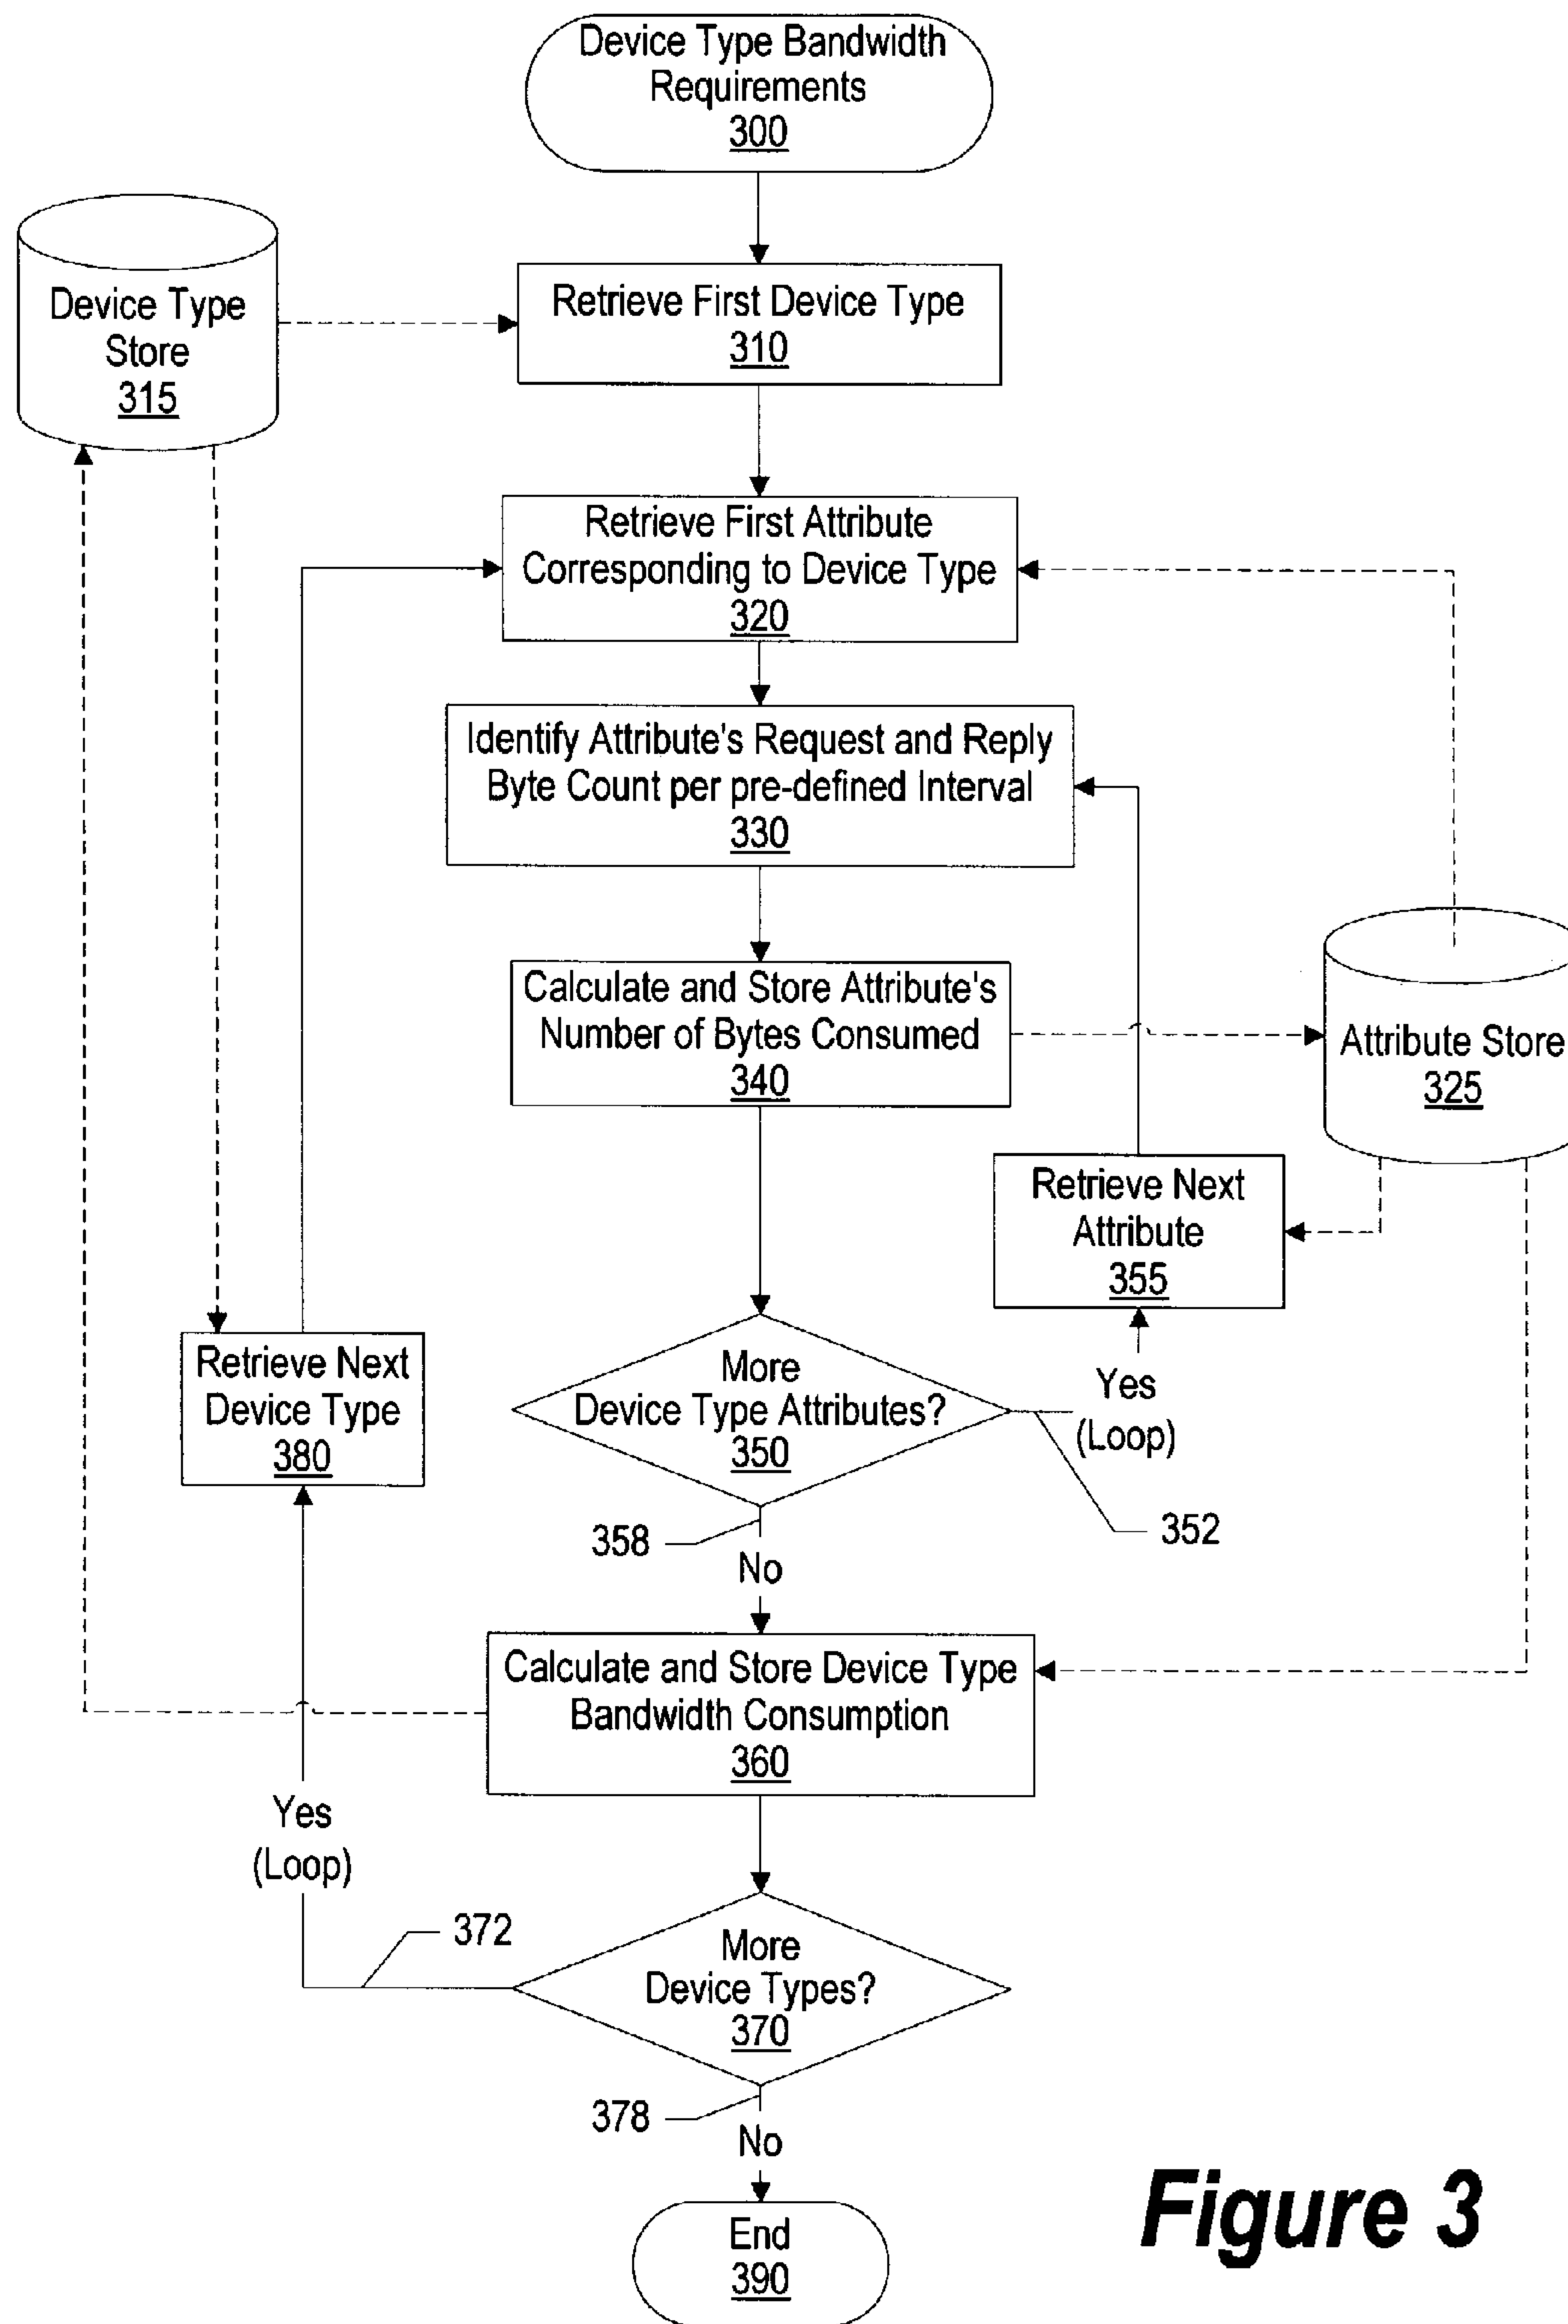 Device Type Bandwidth
Requirements
300
Device Type
Store
315
Retrieve First Device Type
310
Retrieve First Attribute
Corresponding to Device Type
320
Identify Attribute's Request and Reply
Byte Count per pre-defined Interval
330
Calculate and Store Attribute's
Number of Bytes Consumed
340
Attribute Store
325
Retrieve Next
Attribute
355
Retrieve Next
Device Type
380
More
Device Type Attributes?
350
Yes
(Loop)
352
358
No
Calculate and Store Device Type
Bandwidth Consumption
360
Yes
(Loop)
372
More
Device Types?
370
378
No
End
390
Figure 3